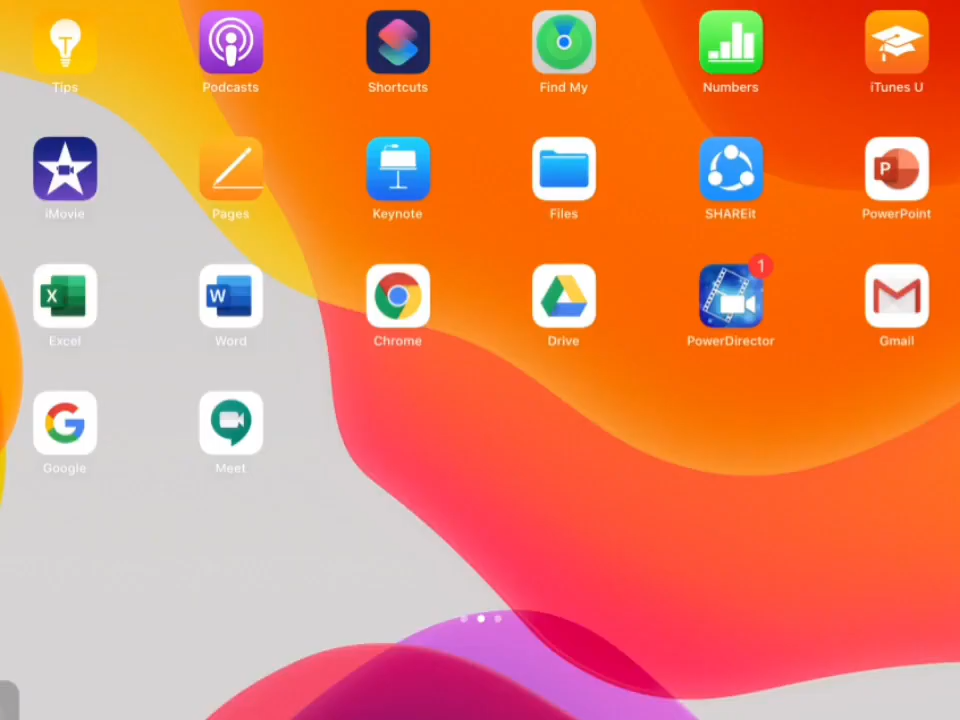 Tips Podcasts Shortcuts Find My Numbers iTunes U
iMovie Pages Keynote Files SHAREit PowerPoint
P
1
X W
Excel Word Chrome Drive PowerDirector Gmail
Google Meet